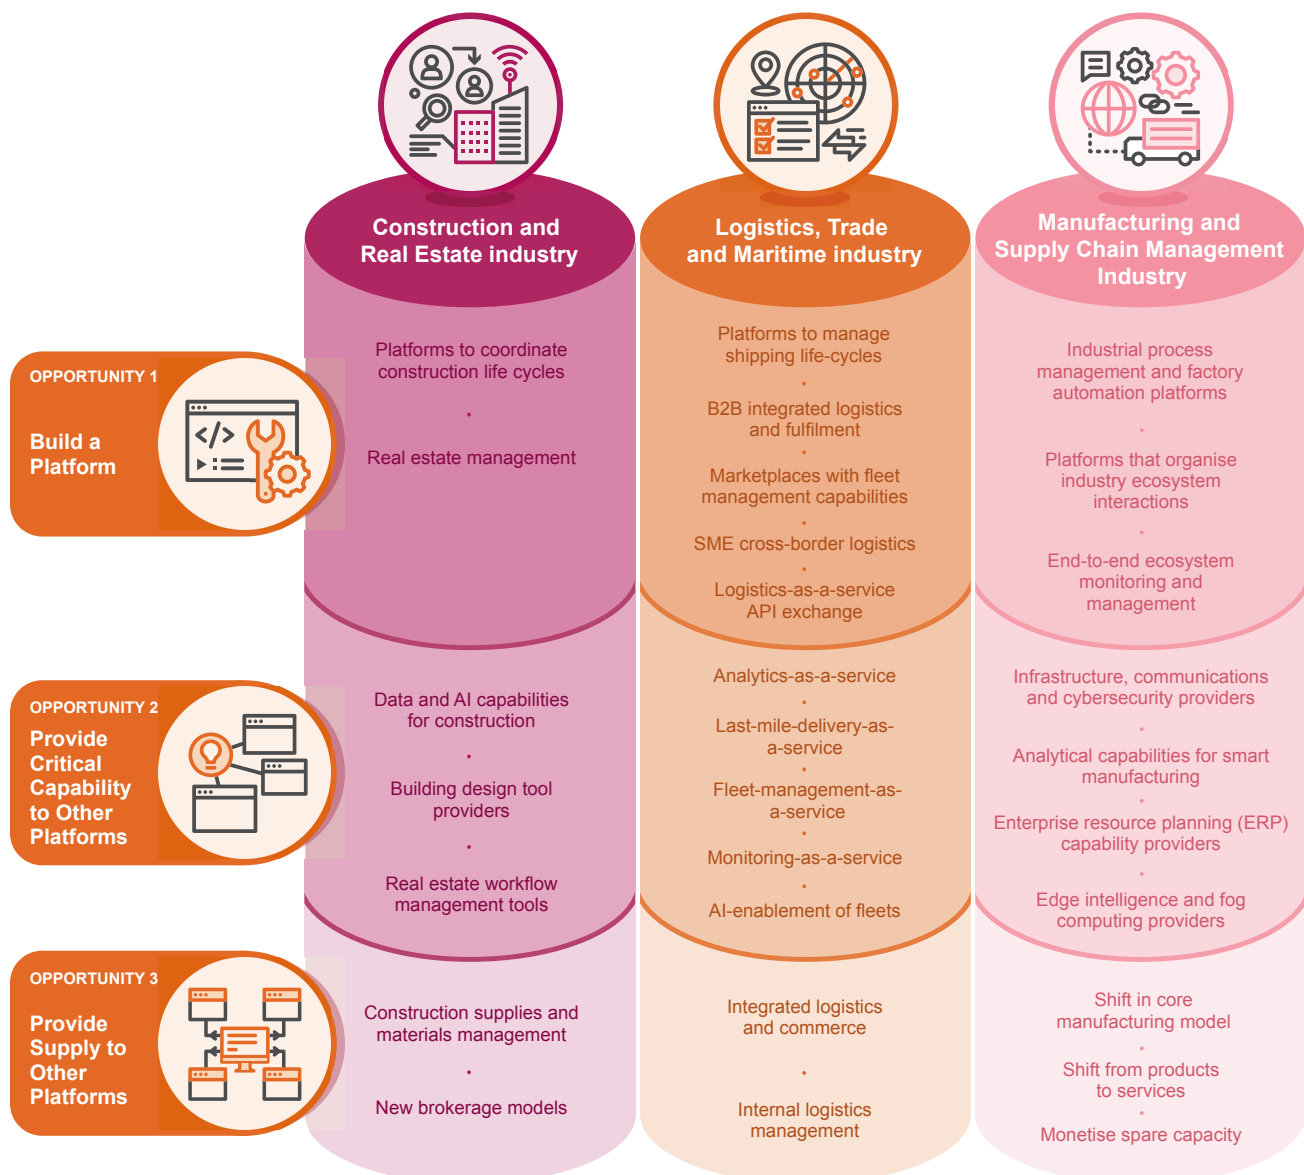 Construction and
Real Estate industry
Logistics, Trade
and Maritime industry
Manufacturing and
Supply Chain Management
Industry
OPPORTUNITY 1
Build a
Platform
Platforms to coordinate
construction life cycles
Real estate management
Platforms to manage
shipping life-cycles
B2B integrated logistics
and fulfilment
Marketplaces with fleet
management capabilities
SME cross-border logistics
Logistics-as-a-service
API exchange
Industrial process
management and factory
automation platforms
Platforms that organise
industry ecosystem
interactions
End-to-end ecosystem
monitoring and
management
OPPORTUNITY 2
Provide
Critical
Capability
to Other
Platforms
Data and AI capabilities
for construction
Building design tool
providers
Real estate workflow
management tools
Analytics-as-a-service
Last-mile-delivery-as-
a-service
Fleet-management-as-
a-service
Monitoring-as-a-service
AI-enablement of fleets
Infrastructure, communications
and cybersecurity providers
Analytical capabilities for smart
manufacturing
Enterprise resource planning (ERP)
capability providers
Edge intelligence and fog
computing providers
OPPORTUNITY 3
Provide
Supply to
Other
Platforms
Construction supplies and
materials management
New brokerage models
Integrated logistics
and commerce
Internal logistics
management
Shift in core
manufacturing model
Shift from products
to services
Monetise spare capacity